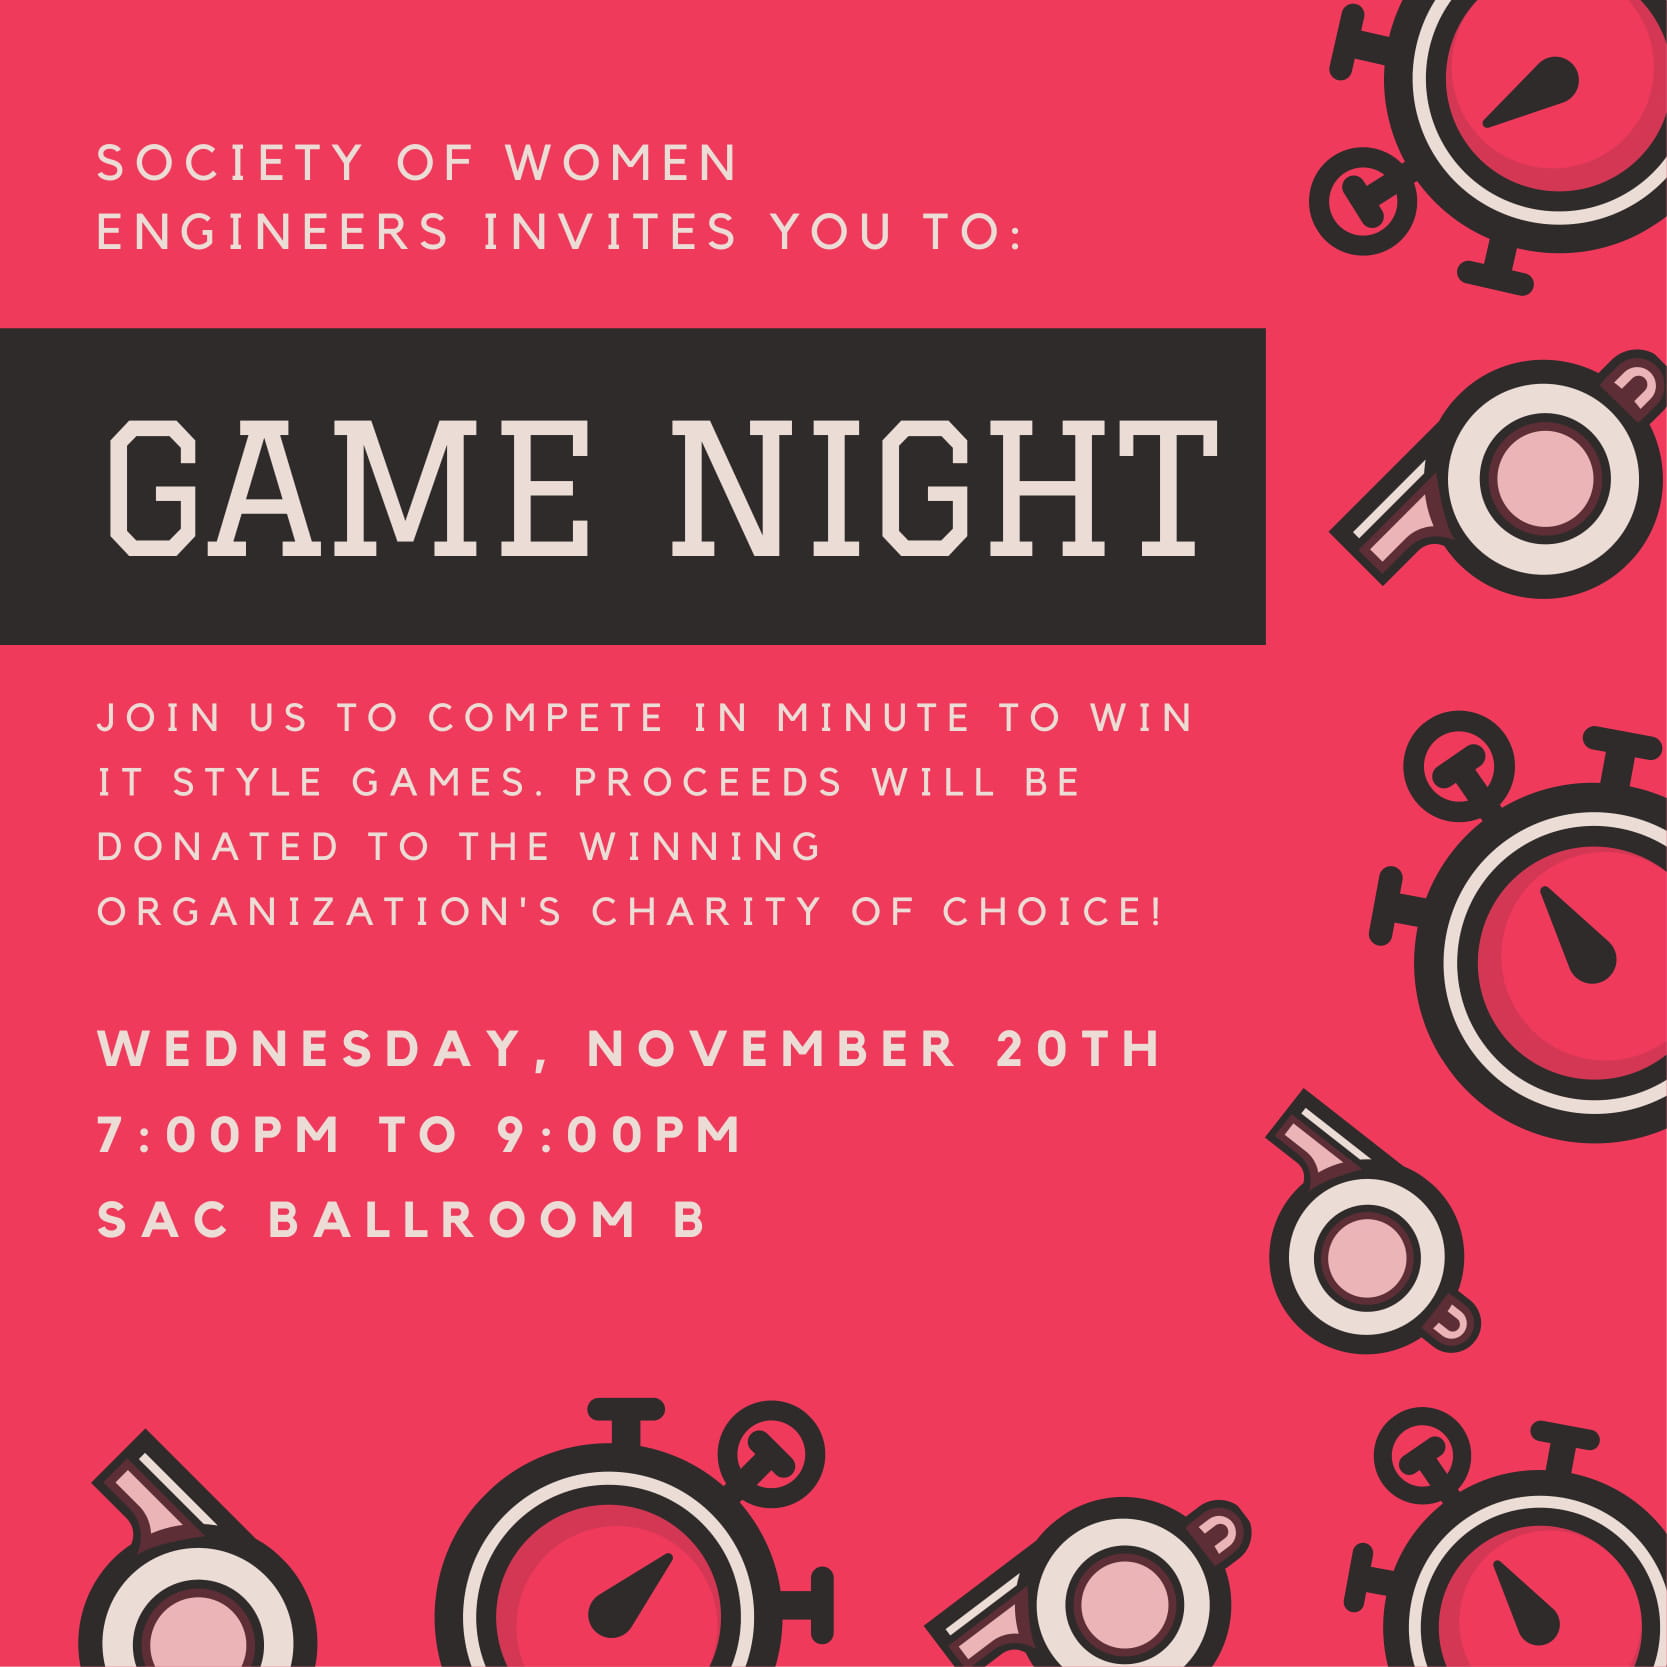 SOCIETY OF WOMEN
ENGINEERS INVITES YOU TO:
GAME NIGHT
JOIN US TO COMPETE IN MINUTE TO WIN
IT STYLE GAMES. PROCEEDS WILL BE
DONATED TO THE WINNING
ORGANIZATION'S CHARITY OF CHOICE!
WEDNESDAY, NOVEMBER 20TH
7:00PM TO 9:00PM
SAC BALLROOM B